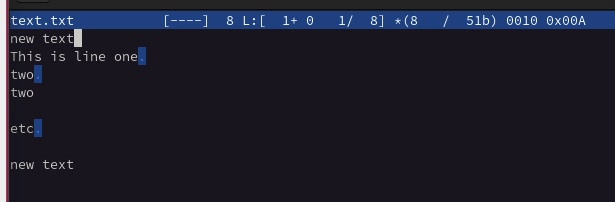 text.txt [----] 8 L:[ 1+ 0 1/ 8] *(8 / 51b) 0010 0x00A
new text
This is line one.
two.
two
etc.
new text